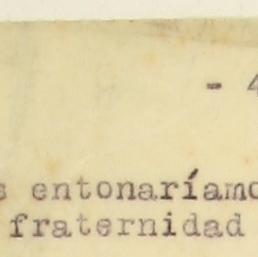 - 4
s entonaríamo
fraternidad